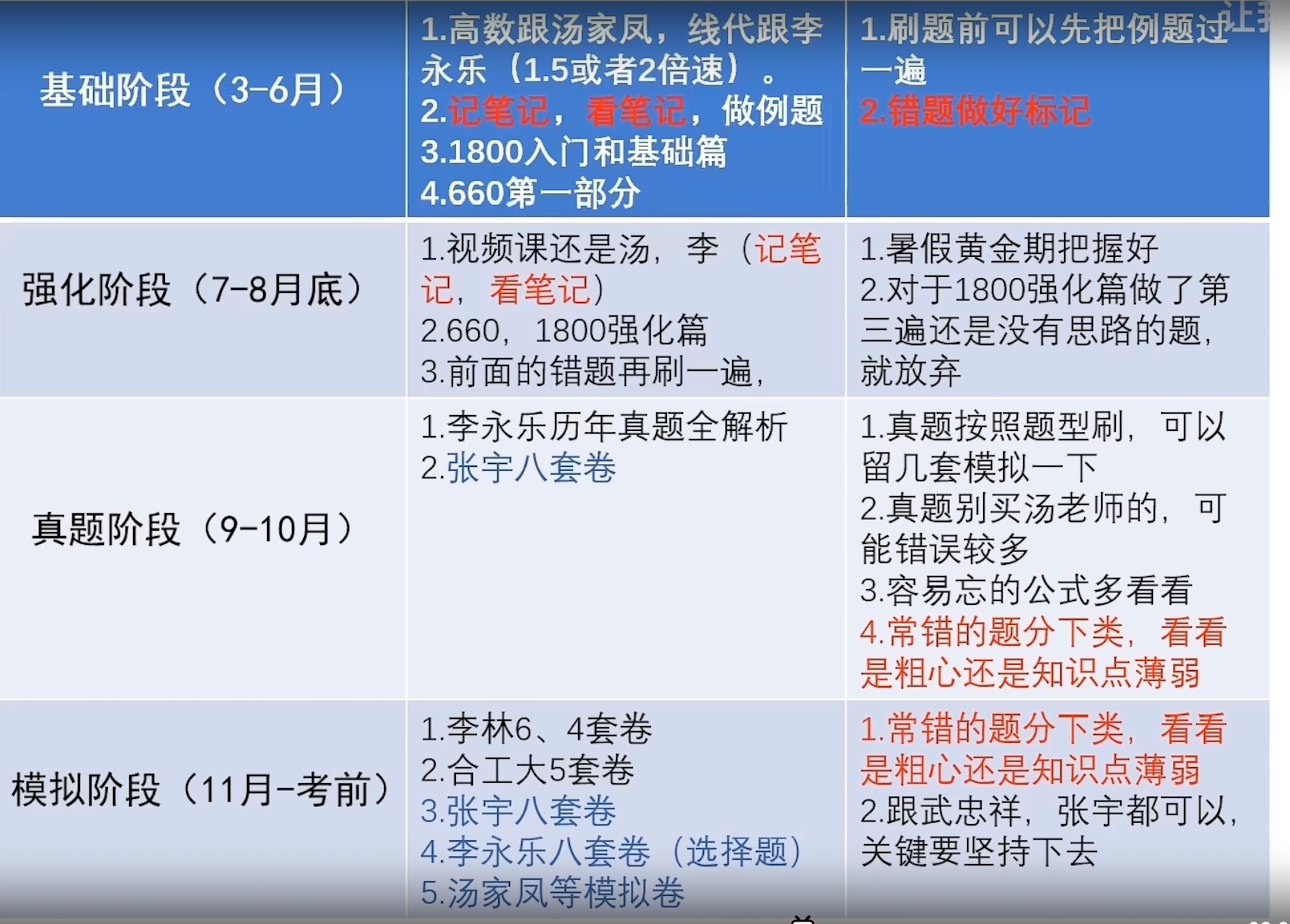 基础阶段（3-6月）
1.高数跟汤家凤，线代跟李
永乐（1.5或者2倍速）。
2.记笔记，看笔记，做例题
3.1800入门和基础篇
4.660第一部分
1.刷题前可以先把例题过
一遍
2.错题做好标记
强化阶段（7-8月底）
1.视频课还是汤，李（记笔
记，看笔记）
2.660，1800强化篇
3.前面的错题再刷一遍，
1.暑假黄金期把握好
2.对于1800强化篇做了第
三遍还是没有思路的题，
就放弃
真题阶段（9-10月）
1.李永乐历年真题全解析
2.张宇八套卷
1.真题按照题型刷，可以
留几套模拟一下
2.真题别买汤老师的，可
能错误较多
3.容易忘的公式多看看
4.常错的题分下类，看看
是粗心还是知识点薄弱
模拟阶段（11月-考前）
1.李林6、4套卷
2.合工大5套卷
3.张宇八套卷
4.李永乐八套卷（选择题）
5.汤家凤等模拟卷
1.常错的题分下类，看看
是粗心还是知识点薄弱
2.跟武忠祥，张宇都可以，
关键要坚持下去